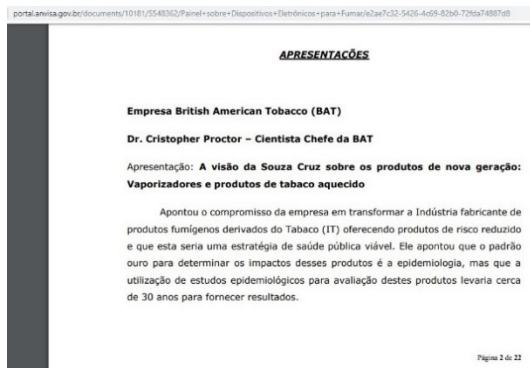 portal.anvisa.gov.br/documents/10181/5548362/Painel+sobre+Dispositivos+Eletrônicos+para+Fumar/e2ae7c32-5426-4c69-82b0-72fda74887d8
APRESENTAÇÕES
Empresa British American Tobacco (BAT)
Dr. Cristopher Proctor – Cientista Chefe da BAT
Apresentação: A visão da Souza Cruz sobre os produtos de nova geração:
Vaporizadores e produtos de tabaco aquecido
Apontou o compromisso da empresa em transformar a Indústria fabricante de
produtos fumígenos derivados do Tabaco (IT) oferecendo produtos de risco reduzido
e que esta seria uma estratégia de saúde pública viável. Ele apontou que o padrão
ouro para determinar os impactos desses produtos é a epidemiologia, mas que a
utilização de estudos epidemiológicos para avaliação destes produtos levaria cerca
de 30 anos para fornecer resultados.
Página 2 de 22